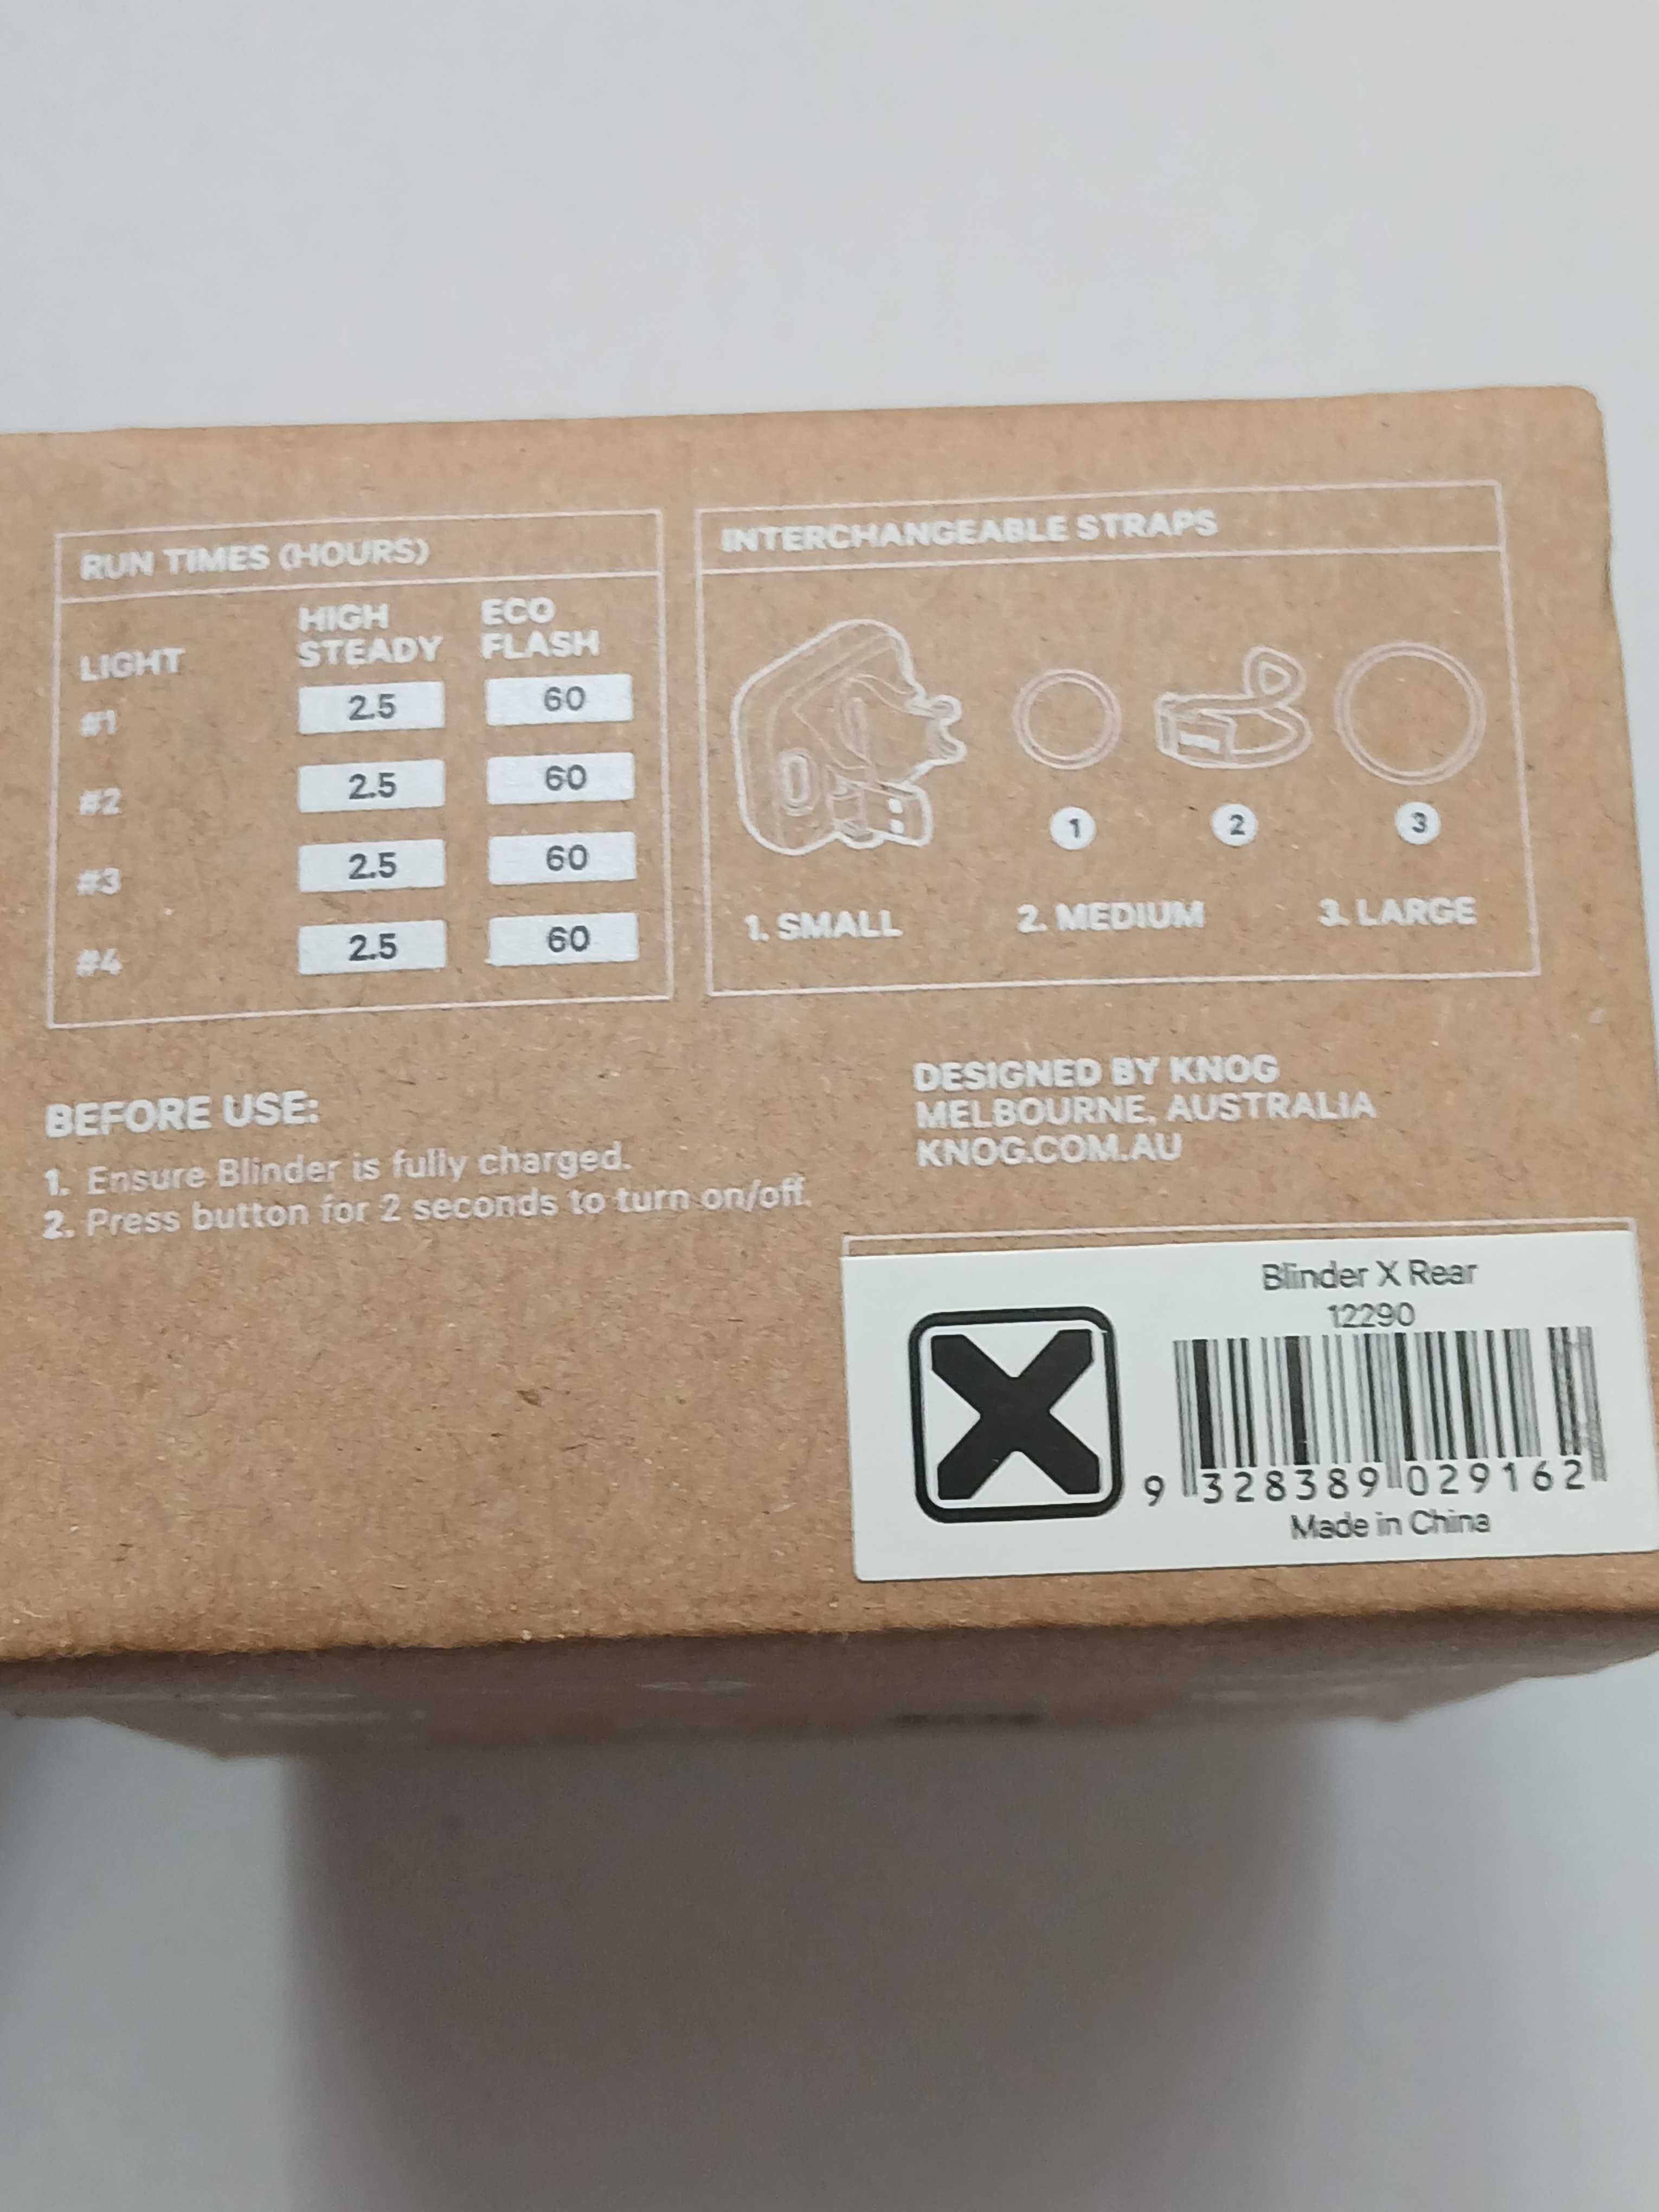 RUN TIMES (HOURS)
LIGHT HIGH STEADY ECO FLASH
#1 2.5 60
#2 2.5 60
#3 2.5 60
#4 2.5 60
INTERCHANGEABLE STRAPS
1 2 3
1. SMALL 2. MEDIUM 3. LARGE
BEFORE USE:
1. Ensure Blinder is fully charged.
2. Press button for 2 seconds to turn on/off.
DESIGNED BY KNOG
MELBOURNE, AUSTRALIA
KNOG.COM.AU
Blinder X Rear
12290
X
9 328389 029162
Made in China